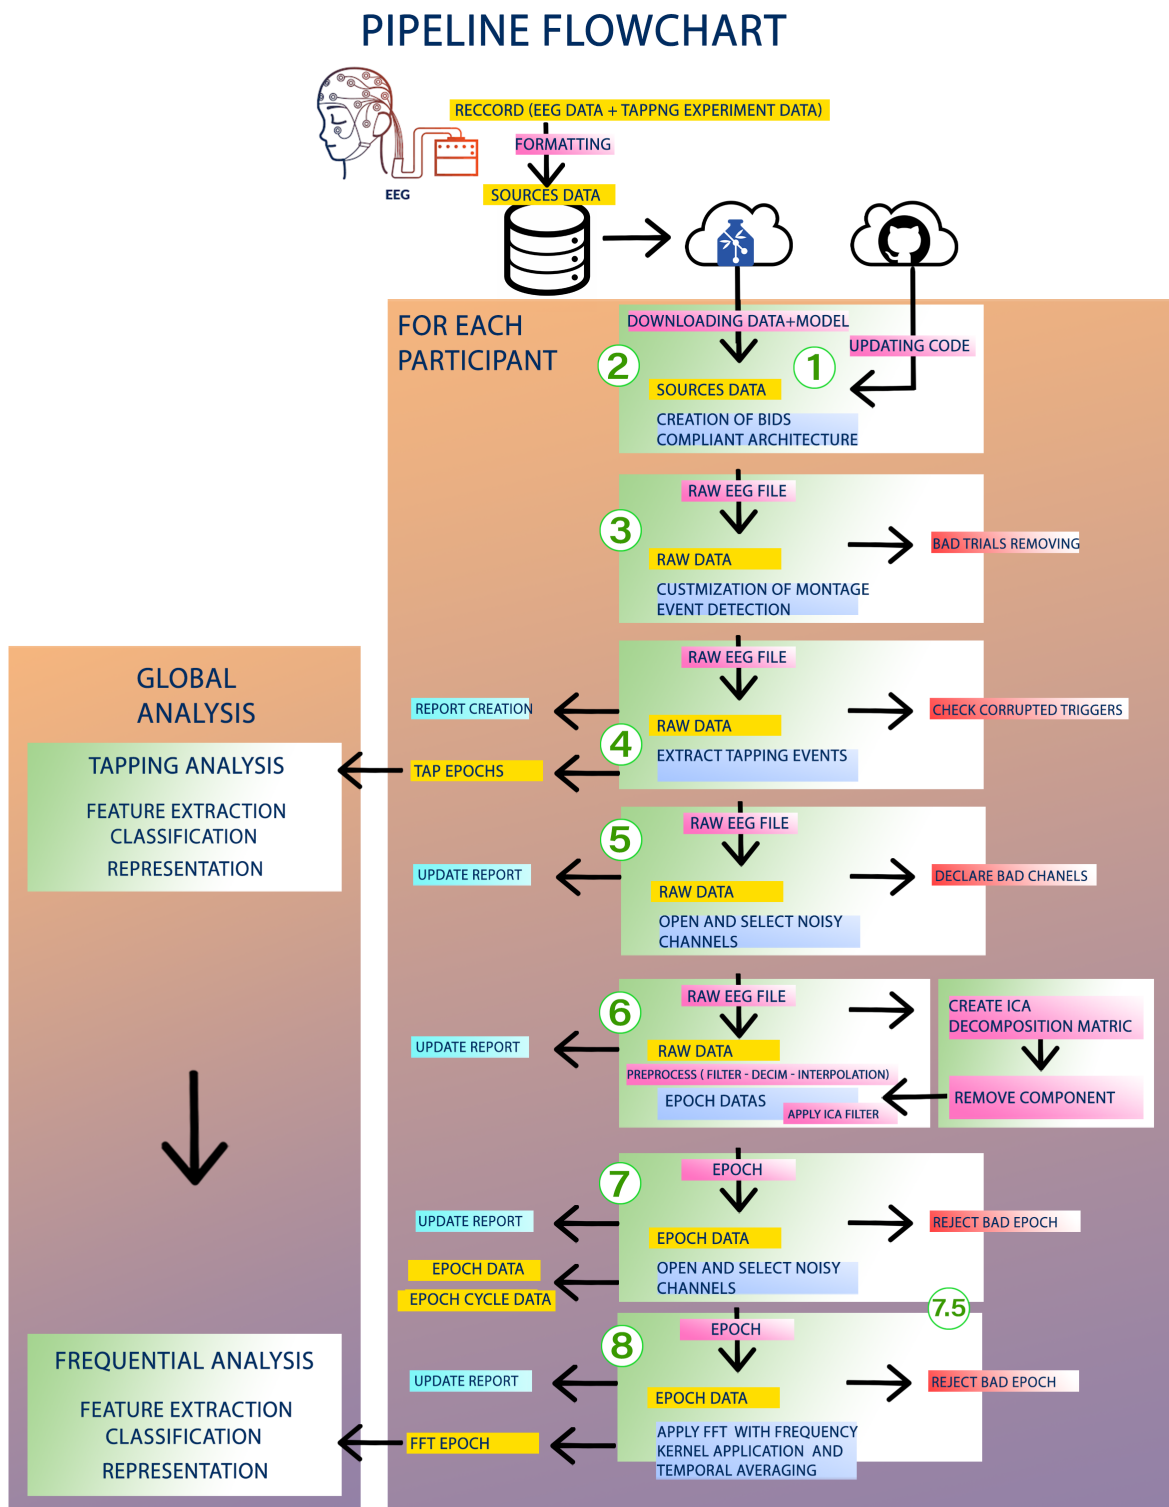 PIPELINE FLOWCHART
RECCORD (EEG DATA + TAPPNG EXPERIMENT DATA)
FORMATTING
EEG
SOURCES DATA
FOR EACH
PARTICIPANT
DOWNLOADING DATA+MODEL
UPDATING CODE
2
1
SOURCES DATA
CREATION OF BIDS
COMPLIANT ARCHITECTURE
RAW EEG FILE
3
BAD TRIALS REMOVING
RAW DATA
CUSTMIZATION OF MONTAGE
EVENT DETECTION
RAW EEG FILE
REPORT CREATION
CHECK CORRUPTED TRIGGERS
4
RAW DATA
EXTRACT TAPPING EVENTS
TAP EPOCHS
GLOBAL
ANALYSIS
TAPPING ANALYSIS
FEATURE EXTRACTION
CLASSIFICATION
REPRESENTATION
RAW EEG FILE
5
UPDATE REPORT
DECLARE BAD CHANELS
RAW DATA
OPEN AND SELECT NOISY
CHANNELS
RAW EEG FILE
6
CREATE ICA
DECOMPOSITION MATRIC
UPDATE REPORT
RAW DATA
PREPROCESS ( FILTER - DECIM - INTERPOLATION)
EPOCH DATAS
APPLY ICA FILTER
REMOVE COMPONENT
EPOCH
7
UPDATE REPORT
REJECT BAD EPOCH
EPOCH DATA
OPEN AND SELECT NOISY
CHANNELS
EPOCH DATA
EPOCH CYCLE DATA
7.5
EPOCH
8
UPDATE REPORT
REJECT BAD EPOCH
EPOCH DATA
APPLY FFT WITH FREQUENCY
KERNEL APPLICATION AND
TEMPORAL AVERAGING
FFT EPOCH
FREQUENTIAL ANALYSIS
FEATURE EXTRACTION
CLASSIFICATION
REPRESENTATION